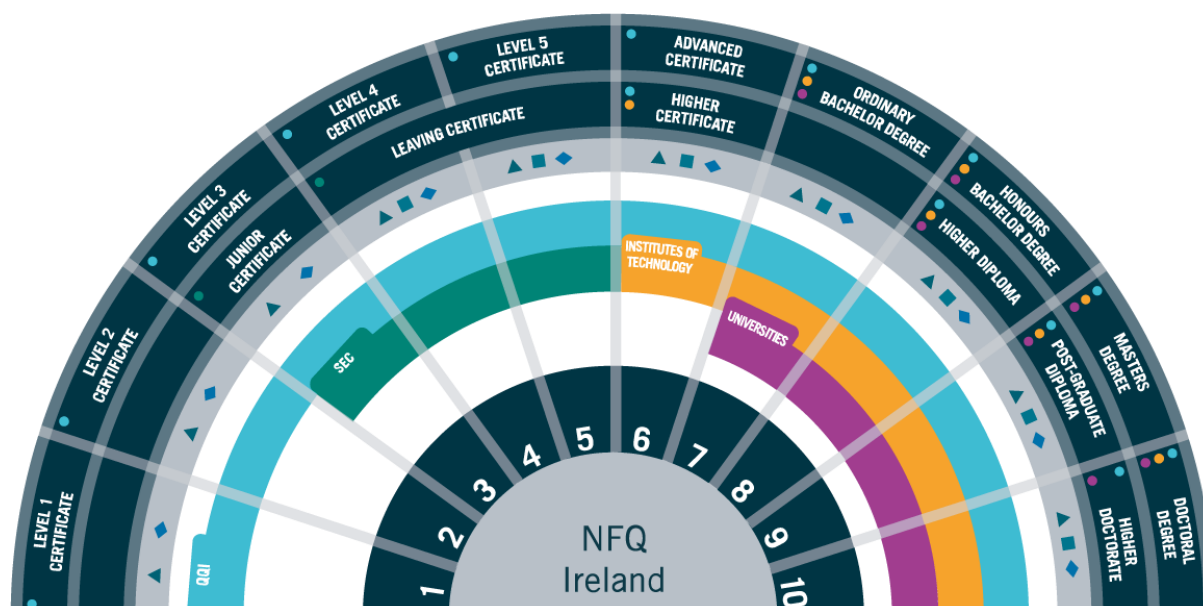 LEVEL 1
CERTIFICATE
LEVEL 2
CERTIFICATE
LEVEL 3
CERTIFICATE
LEVEL 4
CERTIFICATE
LEVEL 5
CERTIFICATE
ADVANCED
CERTIFICATE
ORDINARY
BACHELOR DEGREE
HONOURS
BACHELOR DEGREE
MASTERS
DEGREE
DOCTORAL
DEGREE
JUNIOR
CERTIFICATE
LEAVING CERTIFICATE
HIGHER
CERTIFICATE
HIGHER DIPLOMA
POST-GRADUATE
DIPLOMA
HIGHER
DOCTORATE
QQI
SEC
INSTITUTES OF
TECHNOLOGY
UNIVERSITIES
1
2
3
4
5
6
7
8
9
10
NFQ
Ireland